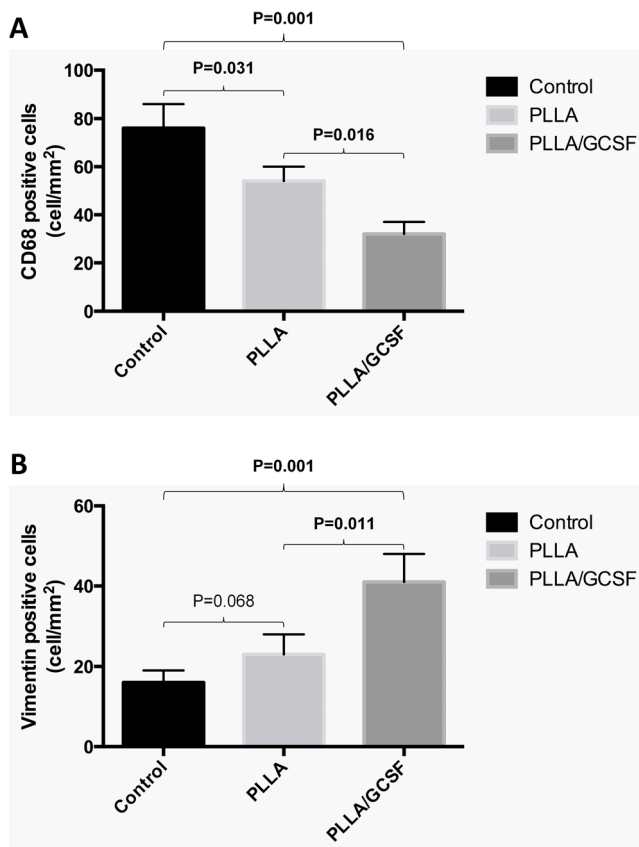 A
P=0.001
P=0.031
P=0.016
CD68 positive cells
(cell/mm2)
100
80
60
40
20
0
Control
PLLA
PLLA/GCSF
Control
PLLA
PLLA/GCSF
B
P=0.001
P=0.011
P=0.068
Vimentin positive cells
(cell/mm2)
60
40
20
0
Control
PLLA
PLLA/GCSF
Control
PLLA
PLLA/GCSF